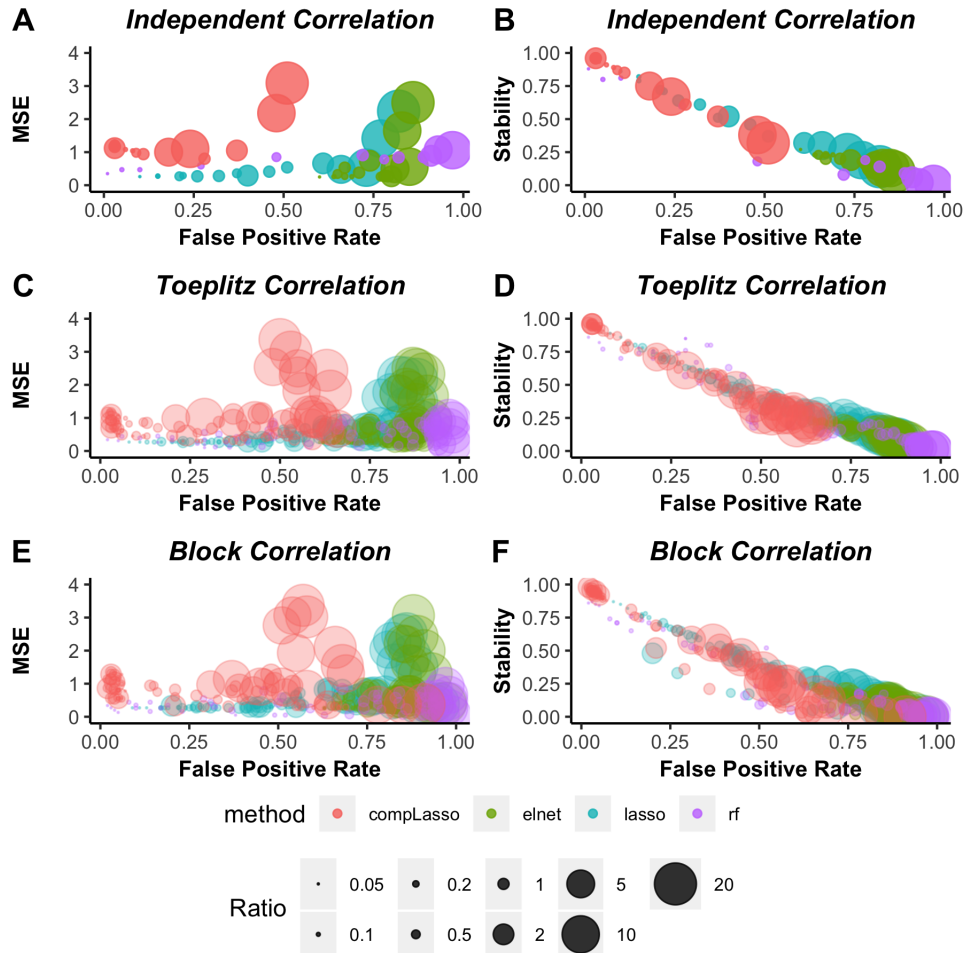 A Independent Correlation
B Independent Correlation
MSE
4
3
2
1
0
0.00 0.25 0.50 0.75 1.00
False Positive Rate
Stability
1.00
0.75
0.50
0.25
0.00
0.00 0.25 0.50 0.75 1.00
False Positive Rate
C Toeplitz Correlation
D Toeplitz Correlation
MSE
4
3
2
1
0
0.00 0.25 0.50 0.75 1.00
False Positive Rate
Stability
1.00
0.75
0.50
0.25
0.00
0.00 0.25 0.50 0.75 1.00
False Positive Rate
E Block Correlation
F Block Correlation
MSE
4
3
2
1
0
0.00 0.25 0.50 0.75 1.00
False Positive Rate
Stability
1.00
0.75
0.50
0.25
0.00
0.00 0.25 0.50 0.75 1.00
False Positive Rate
method compLasso elnet lasso rf
Ratio
0.05 0.2 1 5 20
0.1 0.5 2 10